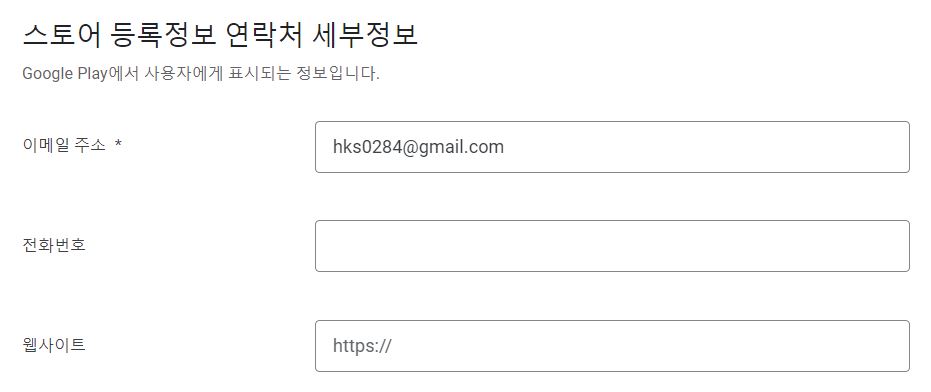 스토어 등록정보 연락처 세부정보
Google Play에서 사용자에게 표시되는 정보입니다.
이메일 주소 *
hks0284@gmail.com
전화번호
웹사이트
https://